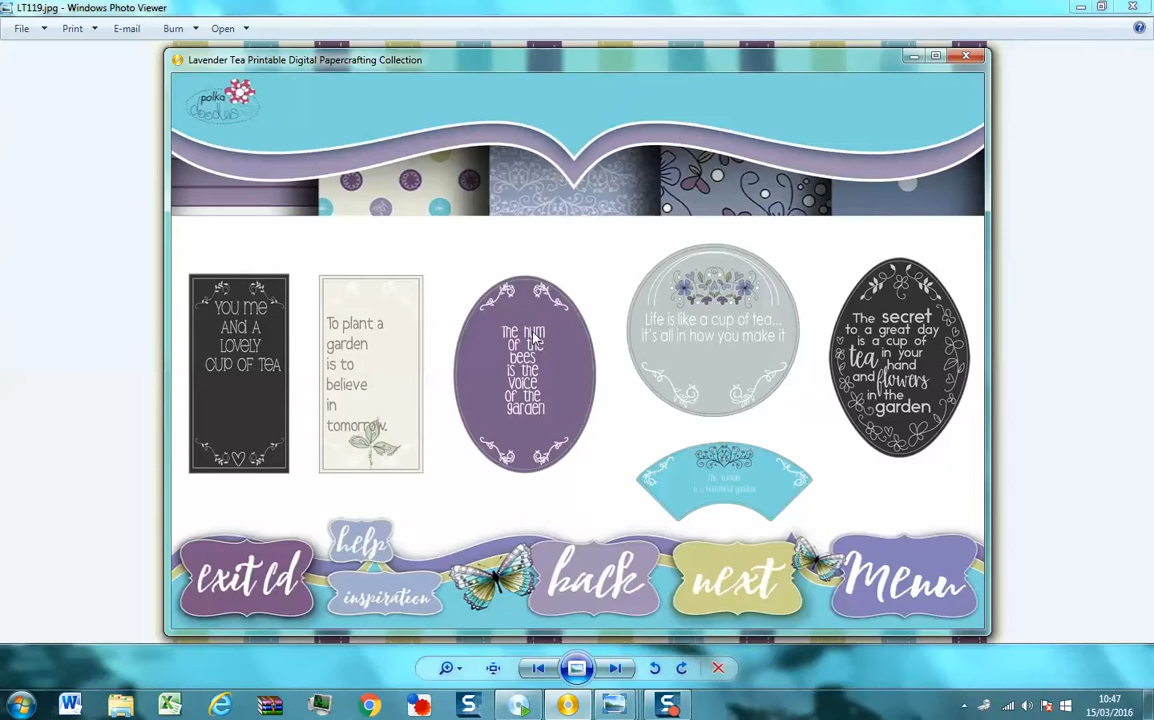 LT119.jpg - Windows Photo Viewer
File Print E-mail Burn Open
Lavender Tea Printable Digital Papercrafting Collection
polka
doodles
You me
and a
lovely
cup of tea
To plant a
garden
is to
believe
in
tomorrow.
The hum
of the
bees
is the
voice
of the
garden
Life is like a cup of tea...
it's all in how you make it
The secret
to a great day
is a cup of
tea in your
hand
and flowers
in the
garden
is a beautiful garden
exit cd
help
inspiration
back
next
Menu
10:47
15/03/2016